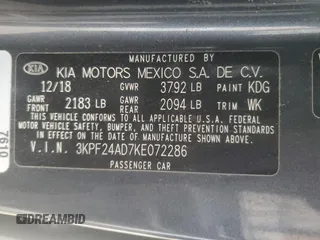 MANUFACTURED BY
KIA KIA MOTORS MEXICO S.A. DE C.V.
12/18 GVWR 3792 LB PAINT KDG
GAWR FRONT 2183 LB GAWR REAR 2094 LB TRIM WK
THIS VEHICLE CONFORMS TO ALL APPLICABLE U.S.A. FEDERAL
MOTOR VEHICLE SAFETY, BUMPER, AND THEFT PREVENTION
STANDARDS IN EFFECT ON THE DATE OF MANUFACTURE SHOWN ABOVE.
V.I.N. 3KPF24AD7KE072286
PASSENGER CAR
BIDFAMD